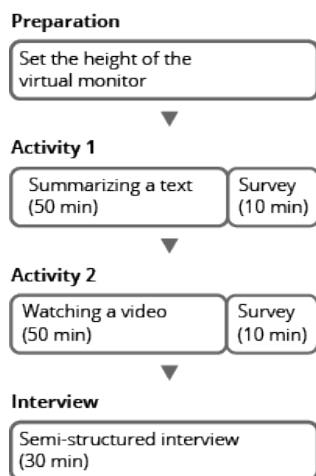 Preparation
Set the height of the
virtual monitor
Activity 1
Summarizing a text
(50 min)
Survey
(10 min)
Activity 2
Watching a video
(50 min)
Survey
(10 min)
Interview
Semi-structured interview
(30 min)